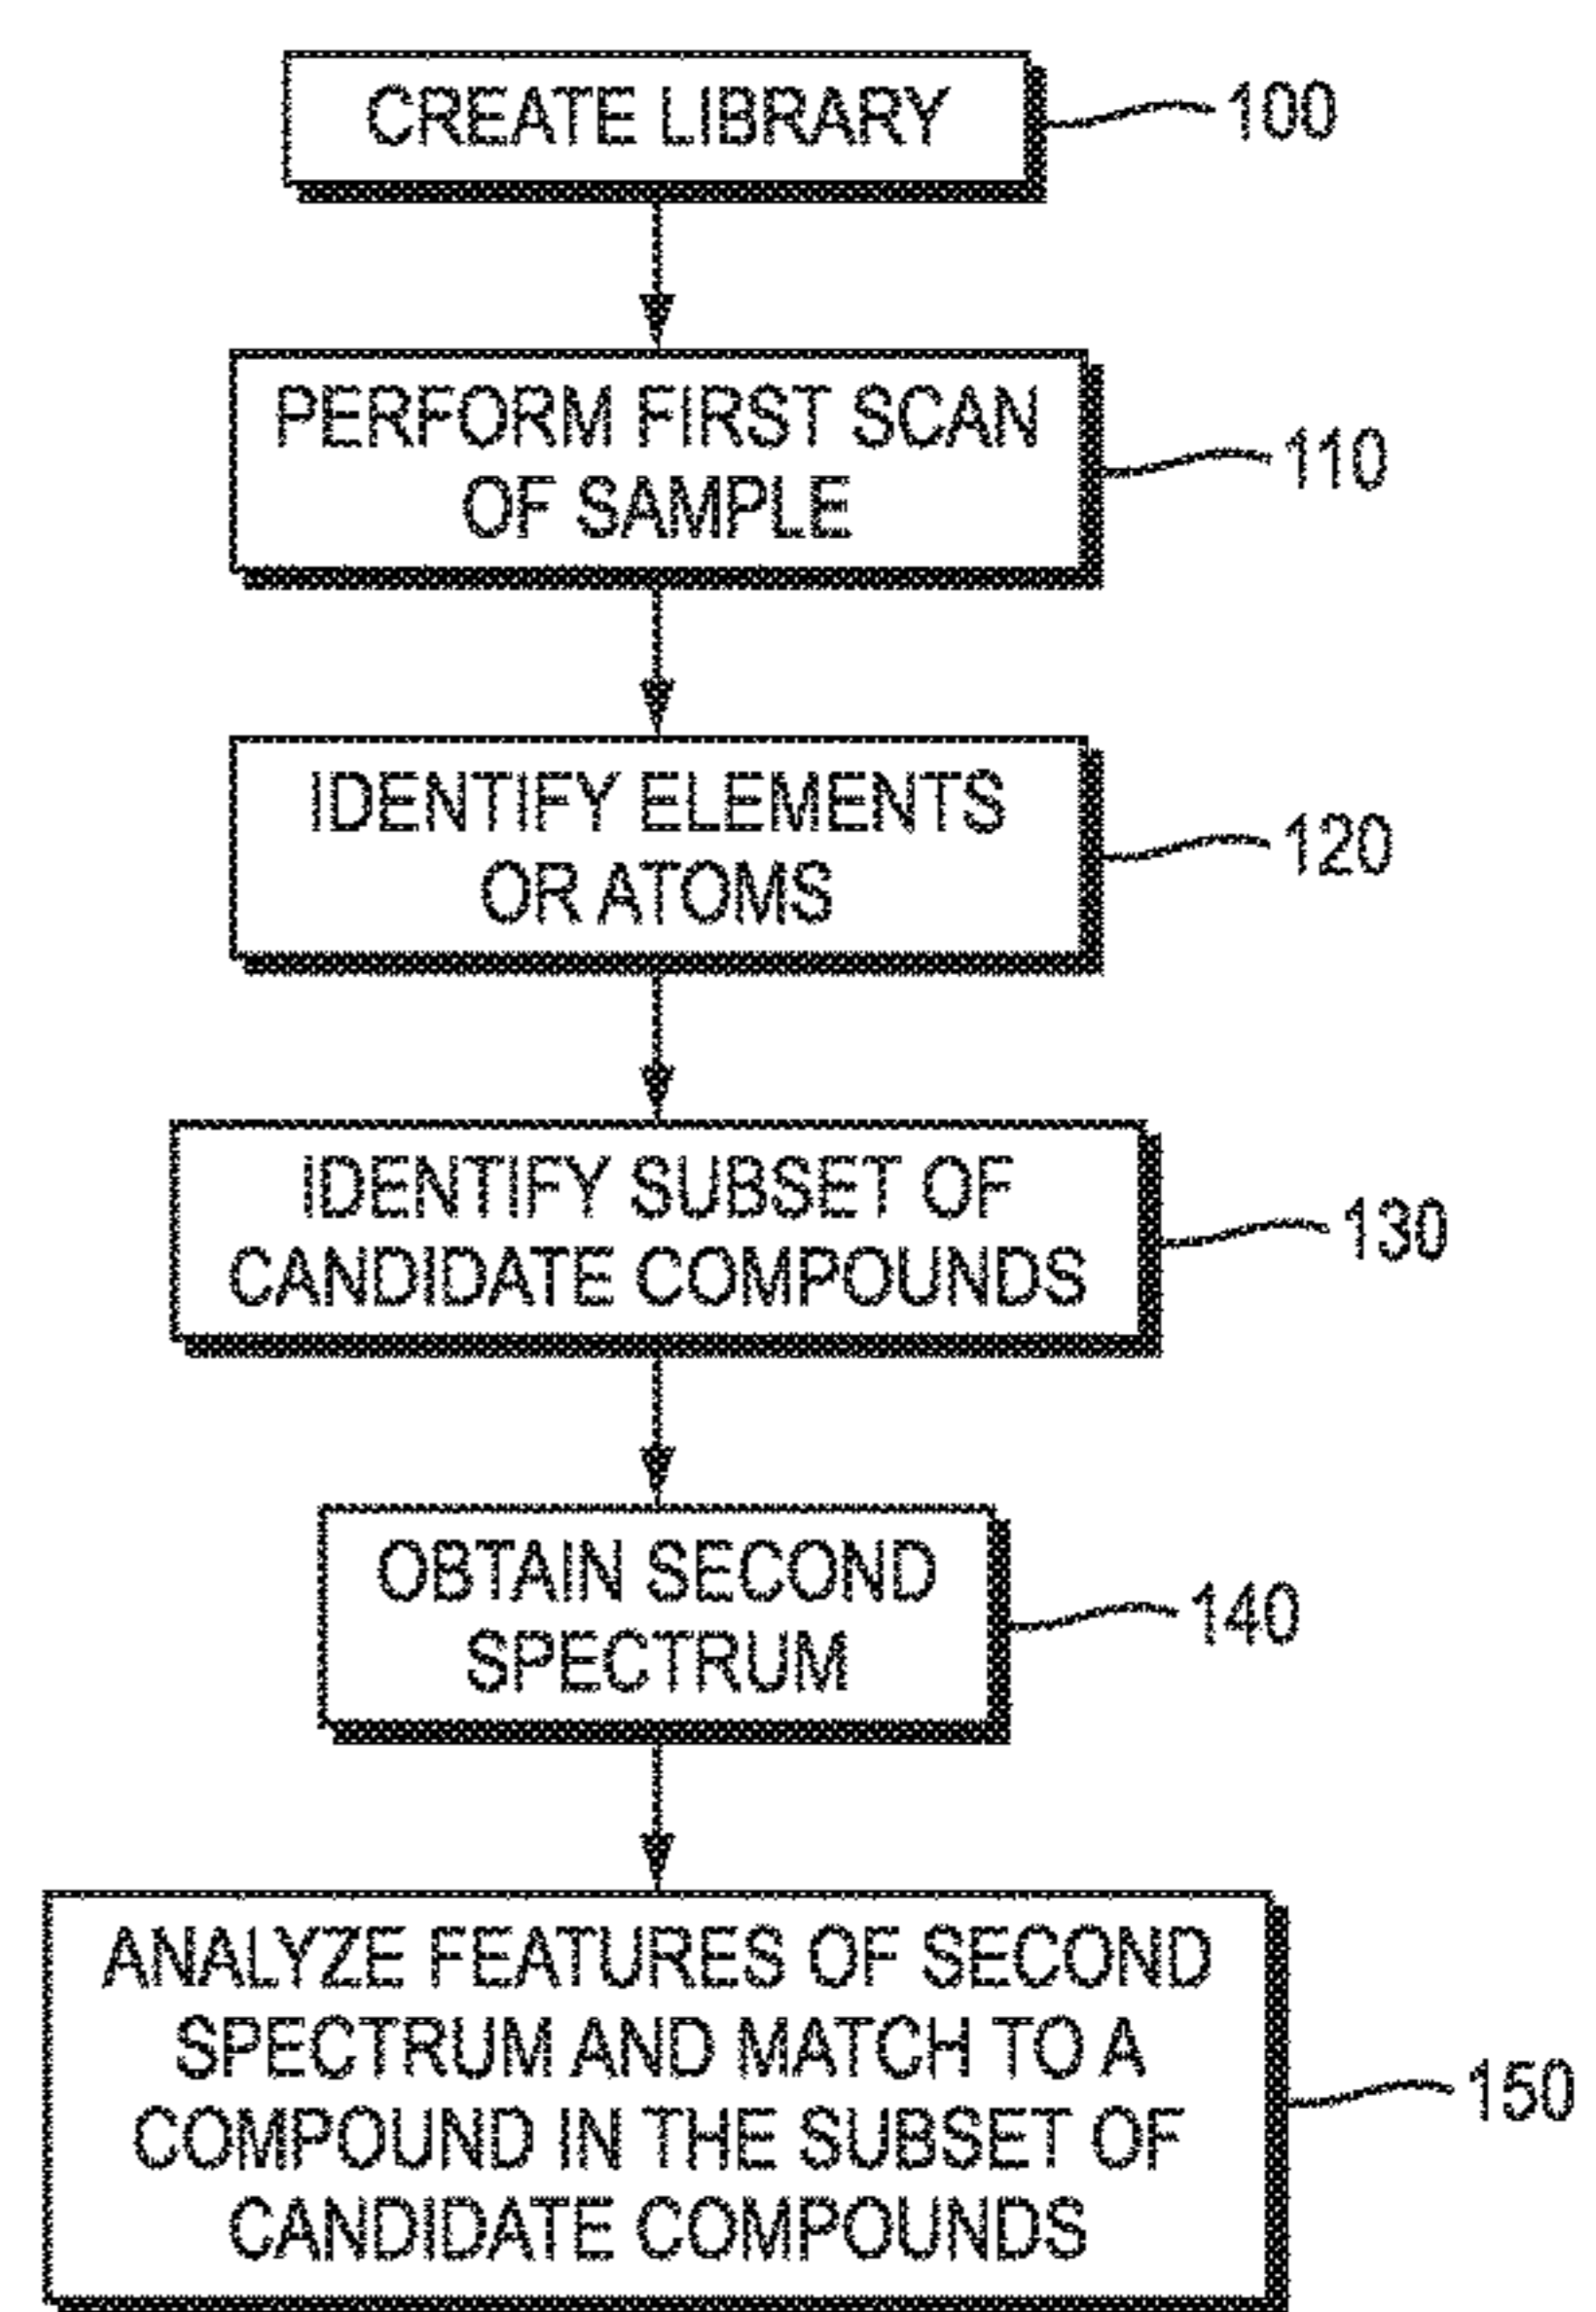 CREATE LIBRARY
100
PERFORM FIRST SCAN
OF SAMPLE
110
IDENTIFY ELEMENTS
OR ATOMS
120
IDENTIFY SUBSET OF
CANDIDATE COMPOUNDS
130
OBTAIN SECOND
SPECTRUM
140
ANALYZE FEATURES OF SECOND
SPECTRUM AND MATCH TO A
COMPOUND IN THE SUBSET OF
CANDIDATE COMPOUNDS
150